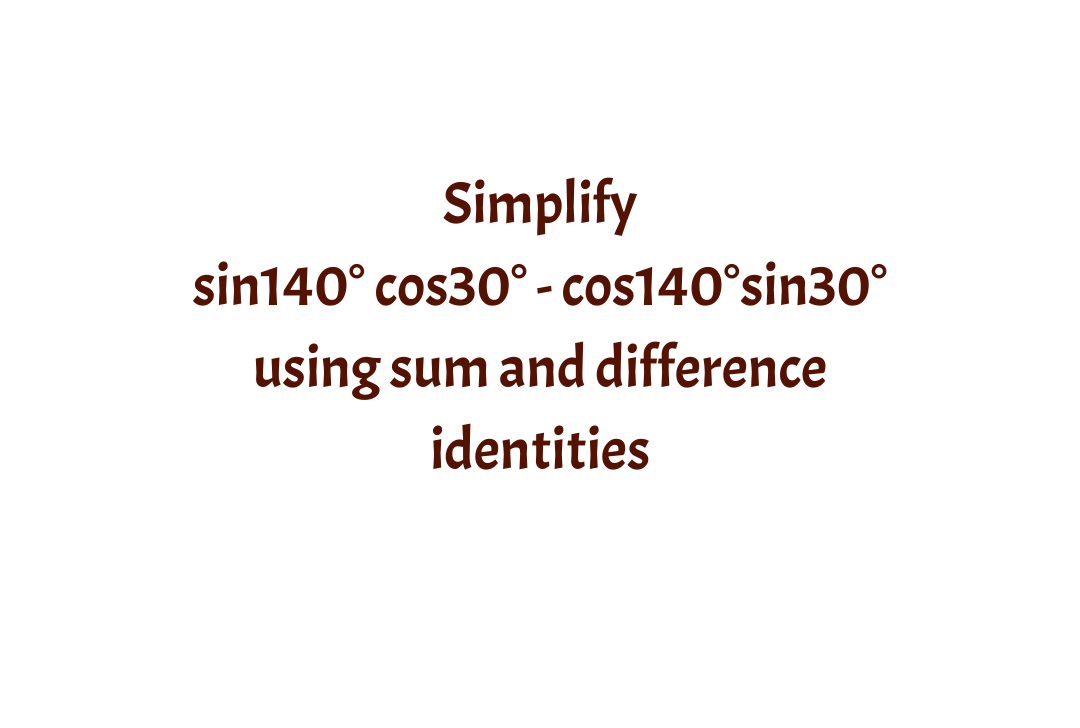 Simplify
sin140° cos30° - cos140°sin30°
using sum and difference
identities